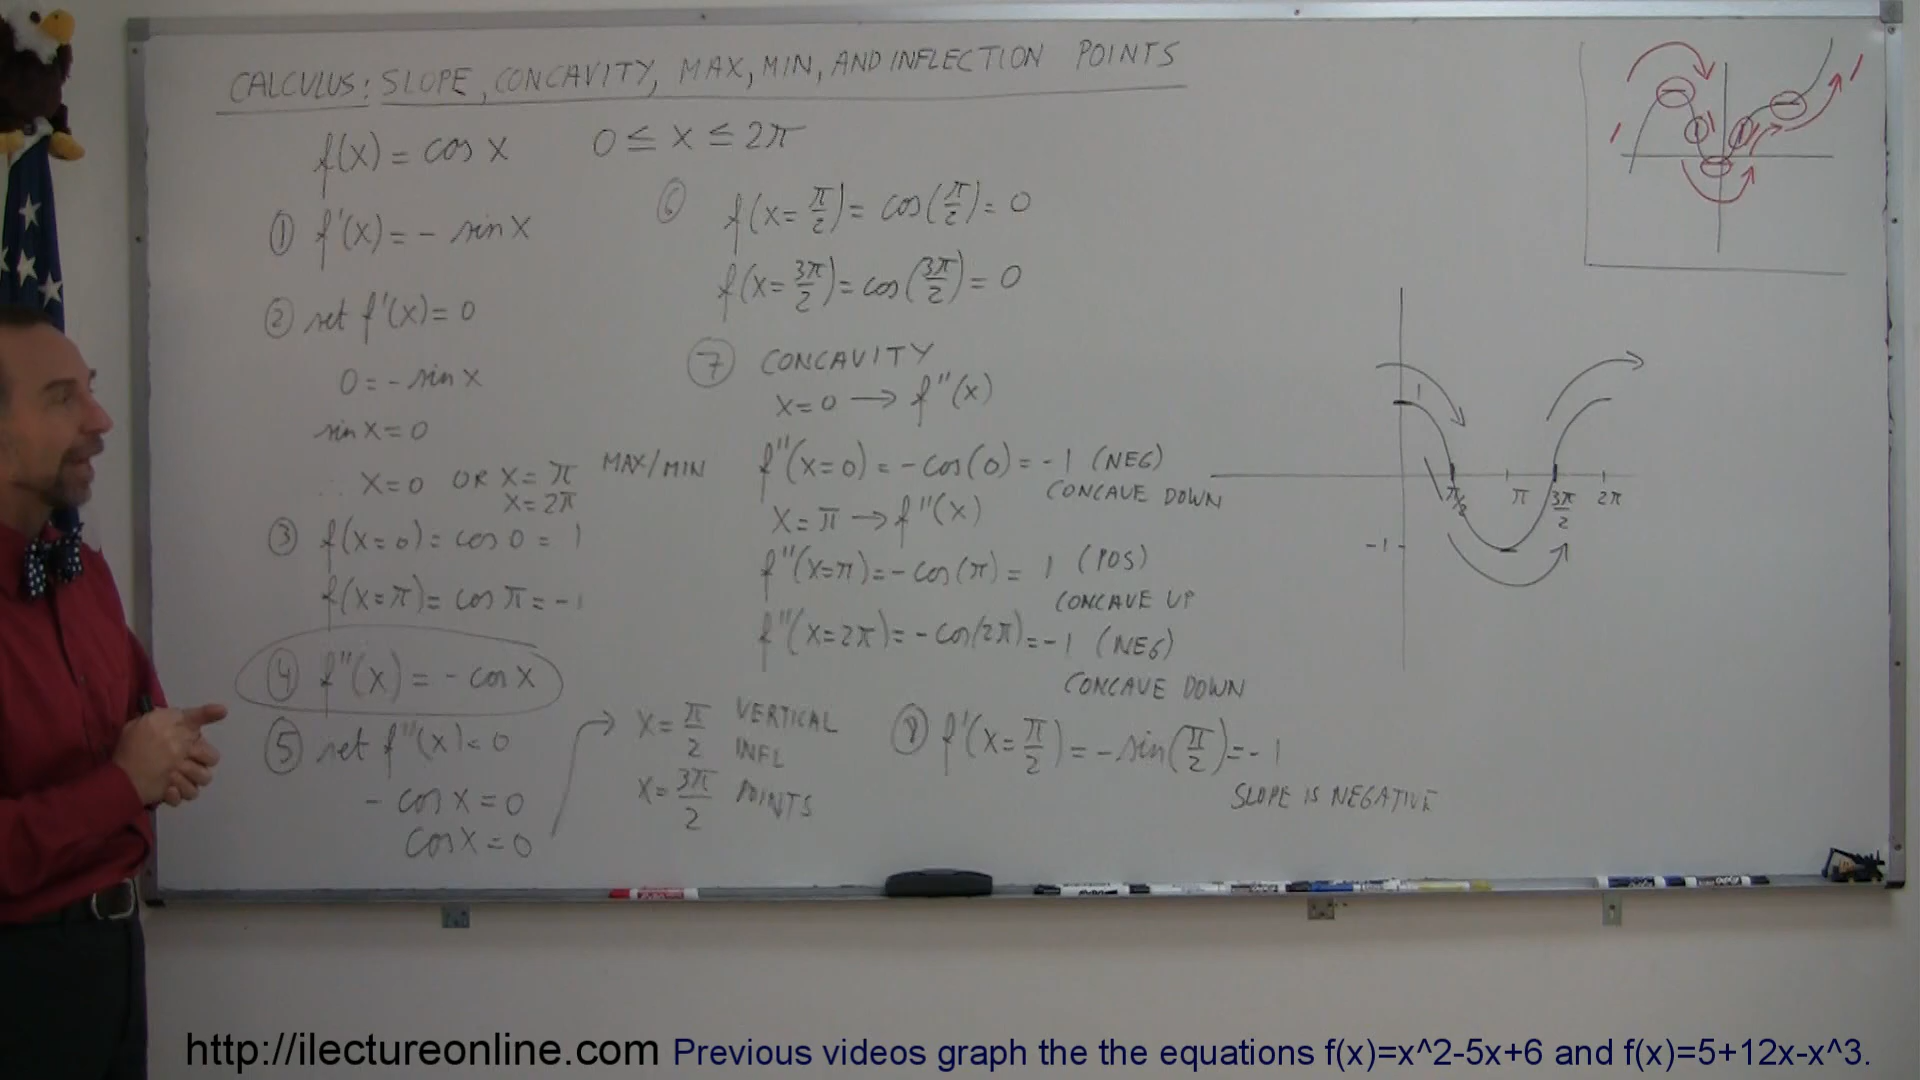 CALCULUS: SLOPE, CONCAVITY, MAX, MIN, AND INFLECTION POINTS
f(x) = cos x 0 ≤ x ≤ 2π
① f'(x) = - sin x
② set f'(x) = 0
0 = - sin x
sin x = 0
∴ x = 0 OR x = π MAX/MIN
x = 2π
③ f(x=0) = cos 0 = 1
f(x=π) = cos π = -1
④ f''(x) = - cos x
⑤ set f''(x) = 0
- cos x = 0
cos x = 0
x = π/2 VERTICAL
INFL
x = 3π/2 POINTS
⑥ f(x=π/2) = cos(π/2) = 0
f(x=3π/2) = cos(3π/2) = 0
⑦ CONCAVITY
x=0 → f''(x)
f''(x=0) = -cos(0) = -1 (NEG)
CONCAVE DOWN
x=π → f''(x)
f''(x=π) = -cos(π) = 1 (POS)
CONCAVE UP
f''(x=2π) = -cos(2π) = -1 (NEG)
CONCAVE DOWN
⑧ f'(x=π/2) = -sin(π/2) = -1
SLOPE IS NEGATIVE
1
π/2 π 3π/2 2π
-1
http://ilectureonline.com Previous videos graph the the equations f(x)=x^2-5x+6 and f(x)=5+12x-x^3.